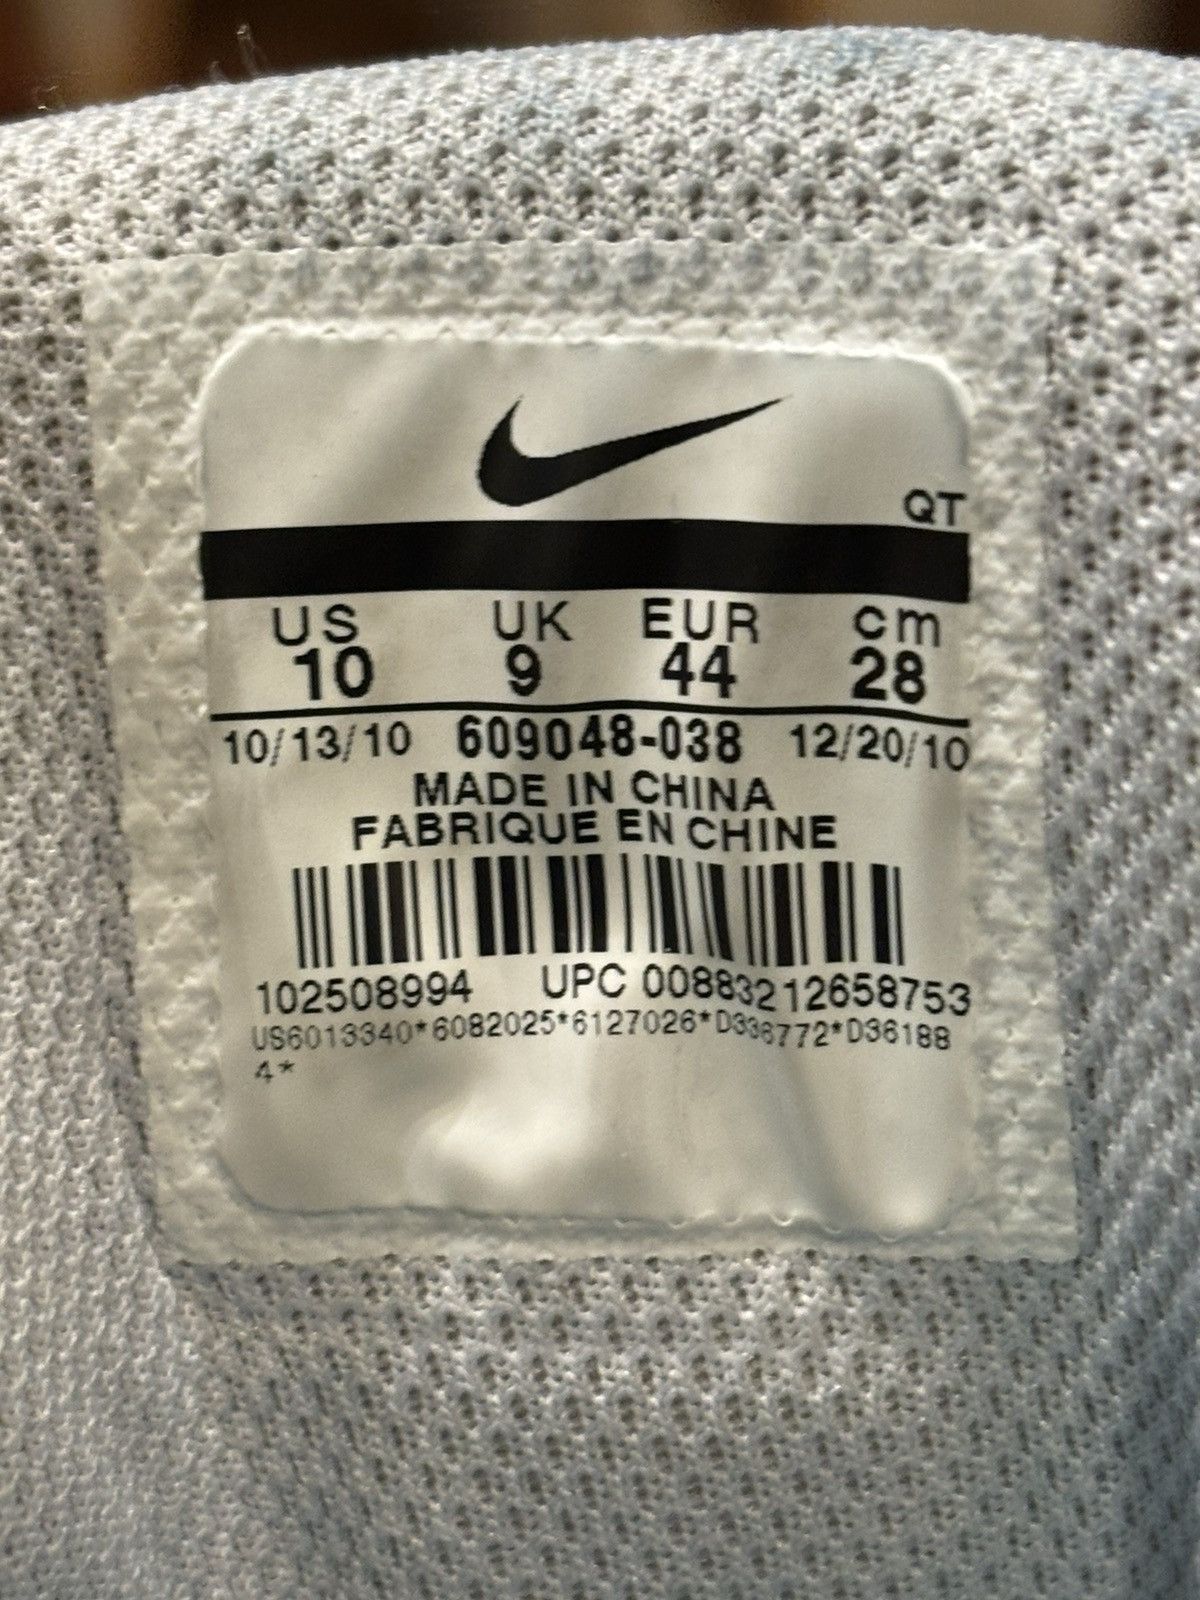 QT
US UK EUR cm
10 9 44 28
10/13/10 609048-038 12/20/10
MADE IN CHINA
FABRIQUE EN CHINE
102508994 UPC 00883212658753
US6013340*6082025*6127026*D336772*D36188
4*